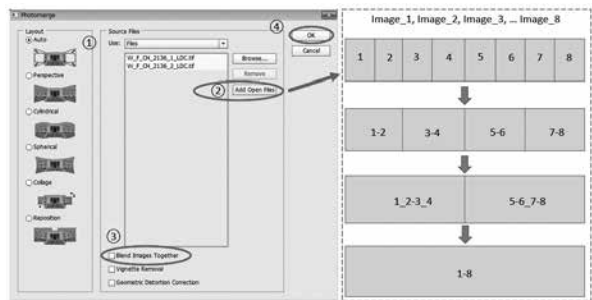 Photomerge
Layout
Auto
Perspective
Cylindrical
Spherical
Collage
Reposition
①
Source Files
Use: Files
Browse...
Remove
② Add Open Files
③
Blend Images Together
Vignette Removal
Geometric Distortion Correction
④
OK
Cancel
Image_1, Image_2, Image_3, ... Image_8
1 2 3 4 5 6 7 8
1-2 3-4 5-6 7-8
1_2-3_4 5-6_7-8
1-8